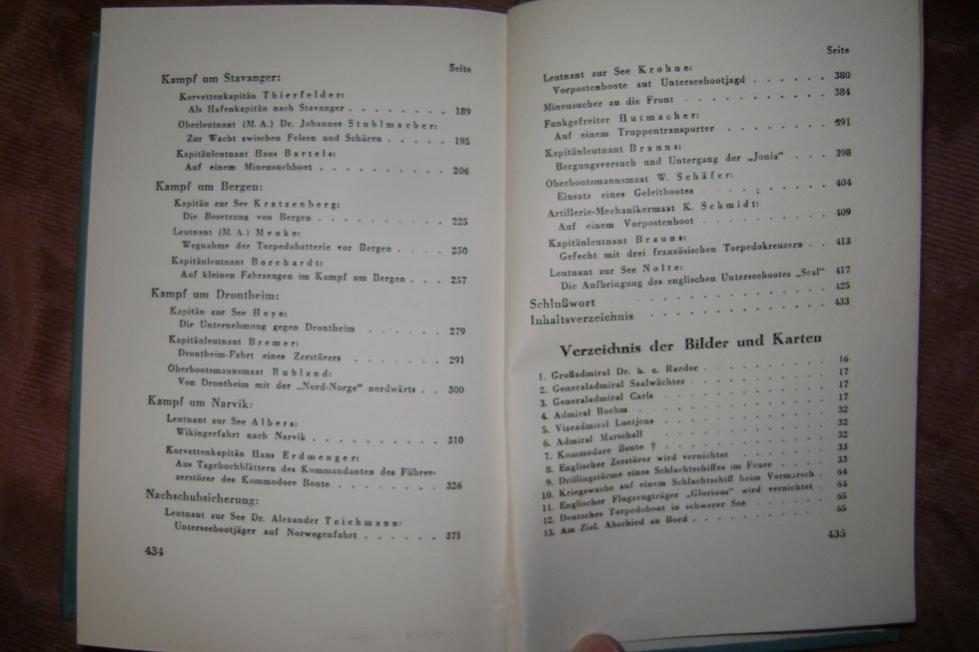 Seite
Kampf um Stavanger:
Korvettenkapitän Thierfelder:
Als Hafenkapitän nach Stavanger . . . . . . . . 189
Oberleutnant (M. A.) Dr. Johannes Stuhlmacher:
Zur Wacht zwischen Felsen und Schären . . . . . . 195
Kapitänleutnant Hans Bartels:
Auf einem Minensuchboot . . . . . . . . . . 206
Kampf um Bergen:
Kapitän zur See Kratzenberg:
Die Besetzung von Bergen . . . . . . . . . . 225
Leutnant (M. A.) Menke:
Wegnahme der Torpedobatterie vor Bergen . . . . 250
Kapitänleutnant Borchardt:
Auf kleinen Fahrzeugen im Kampf um Bergen . . . 257
Kampf um Drontheim:
Kapitän zur See Heye:
Die Unternehmung gegen Drontheim . . . . . . 279
Kapitänleutnant Bremer:
Drontheim-Fahrt eines Zerstörers . . . . . . . . 291
Oberbootsmannsmaat Ruhland:
Von Drontheim mit der „Nord-Norge" nordwärts . . 300
Kampf um Narvik:
Leutnant zur See Albers:
Wikingerfahrt nach Narvik . . . . . . . . . . 310
Korvettenkapitän Hans Erdmenger:
Aus Tagebuchblättern des Kommandanten des Führer-
zerstörer des Kommodore Bonte . . . . . . . . 326
Nachschubsicherung:
Leutnant zur See Dr. Alexander Teichmann:
Unterseebootjäger auf Norwegenfahrt . . . . . . 371
434
Seite
Leutnant zur See Krohne:
Vorpostenboote auf Unterseebootjagd . . . . . . 380
Minensucher an die Front . . . . . . . . . . 384
Funkgefreiter Hutmacher:
Auf einem Truppentransporter . . . . . . . . 391
Kapitänleutnant Brauns:
Bergungsversuch und Untergang der „Jonia" . . . 398
Oberbootsmannsmaat W. Schäfer:
Einsatz eines Geleitbootes . . . . . . . . . 404
Artillerie-Mechanikermaat K. Schmidt:
Auf einem Vorpostenboot . . . . . . . . . . 409
Kapitänleutnant Brauns:
Gefecht mit drei französischen Torpedokreuzern . . 413
Leutnant zur See Nolte:
Die Aufbringung des englischen Unterseebootes „Seal" 417
Schlußwort . . . . . . . . . . . . . . 425
Inhaltsverzeichnis . . . . . . . . . . . . 433
Verzeichnis der Bilder und Karten
1. Großadmiral Dr. h. c. Raeder . . . . . . . . 16
2. Generaladmiral Saalwächter . . . . . . . . . 17
3. Generaladmiral Carls . . . . . . . . . . . 17
4. Admiral Boehm . . . . . . . . . . . . . 17
5. Vizeadmiral Luetjens . . . . . . . . . . . 32
6. Admiral Marschall . . . . . . . . . . . . 32
7. Kommodore Bonte † . . . . . . . . . . . 32
8. Englischer Zerstörer wird vernichtet . . . . . . 33
9. Drillingstürme eines Schlachtschiffes im Feuer . . . 33
10. Kriegswache auf einem Schlachtschiff beim Vormarsch . 64
11. Englischer Flugzeugträger „Glorious" wird vernichtet . 64
12. Deutsches Torpedoboot in schwerer See . . . . . 65
13. Am Ziel. Abschied an Bord . . . . . . . . . 65
435